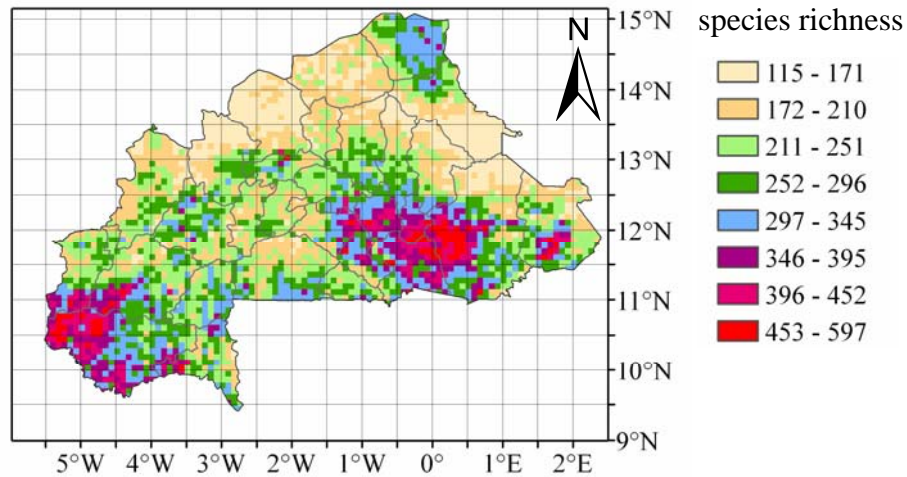 species richness
N
115 - 171
172 - 210
211 - 251
252 - 296
297 - 345
346 - 395
396 - 452
453 - 597
15°N
14°N
13°N
12°N
11°N
10°N
9°N
5°W 4°W 3°W 2°W 1°W 0° 1°E 2°E